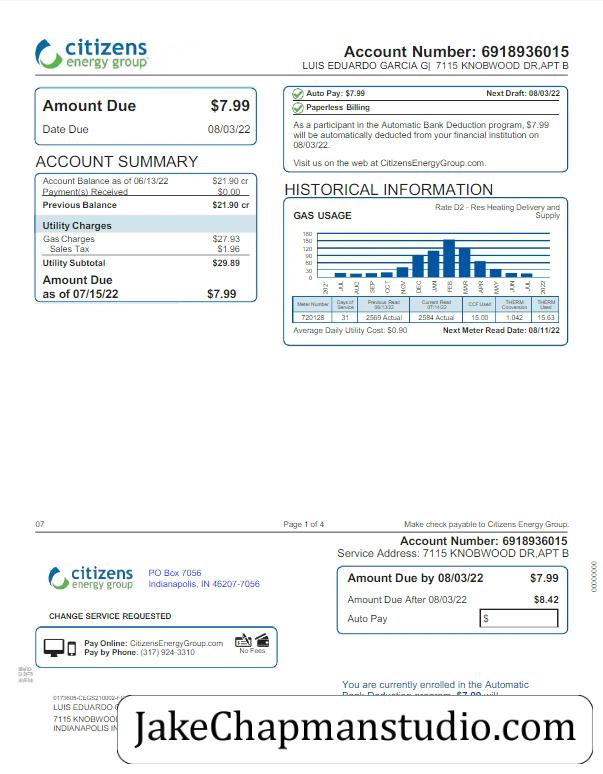 citizens
energy group
Account Number: 6918936015
LUIS EDUARDO GARCIA G| 7115 KNOBWOOD DR,APT B
Amount Due $7.99
Date Due 08/03/22
Auto Pay: $7.99 Next Draft: 08/03/22
Paperless Billing
As a participant in the Automatic Bank Deduction program, $7.99
will be automatically deducted from your financial institution on
08/03/22.
Visit us on the web at CitizensEnergyGroup.com.
ACCOUNT SUMMARY
Account Balance as of 06/13/22 $21.90 cr
Payment(s) Received $0.00
Previous Balance $21.90 cr
Utility Charges
Gas Charges $27.93
Sales Tax $1.96
Utility Subtotal $29.89
Amount Due
as of 07/15/22 $7.99
HISTORICAL INFORMATION
Rate D2 - Res Heating Delivery and
Supply
GAS USAGE
180
150
120
90
60
30
0
2021 JUL AUG SEP OCT NOV DEC JAN FEB MAR APR MAY JUN JUL 2022
Meter Number Days of Service Previous Read 06/13/22 Current Read 07/14/22 CCF Used THERM Conversion THERM Used
720128 31 2569 Actual 2584 Actual 15.00 1.042 15.63
Average Daily Utility Cost: $0.90 Next Meter Read Date: 08/11/22
07 Page 1 of 4 Make check payable to Citizens Energy Group.
Account Number: 6918936015
Service Address: 7115 KNOBWOOD DR,APT B
citizens
energy group
PO Box 7056
Indianapolis, IN 46207-7056
Amount Due by 08/03/22 $7.99
Amount Due After 08/03/22 $8.42
Auto Pay $
CHANGE SERVICE REQUESTED
Pay Online: CitizensEnergyGroup.com
Pay by Phone: (317) 924-3310
No Fees
00000000
You are currently enrolled in the Automatic
Bank Deduction program. $7.99 will
LUIS EDUARDO
7115 KNOBWOO
INDIANAPOLIS IN
JakeChapmanstudio.com